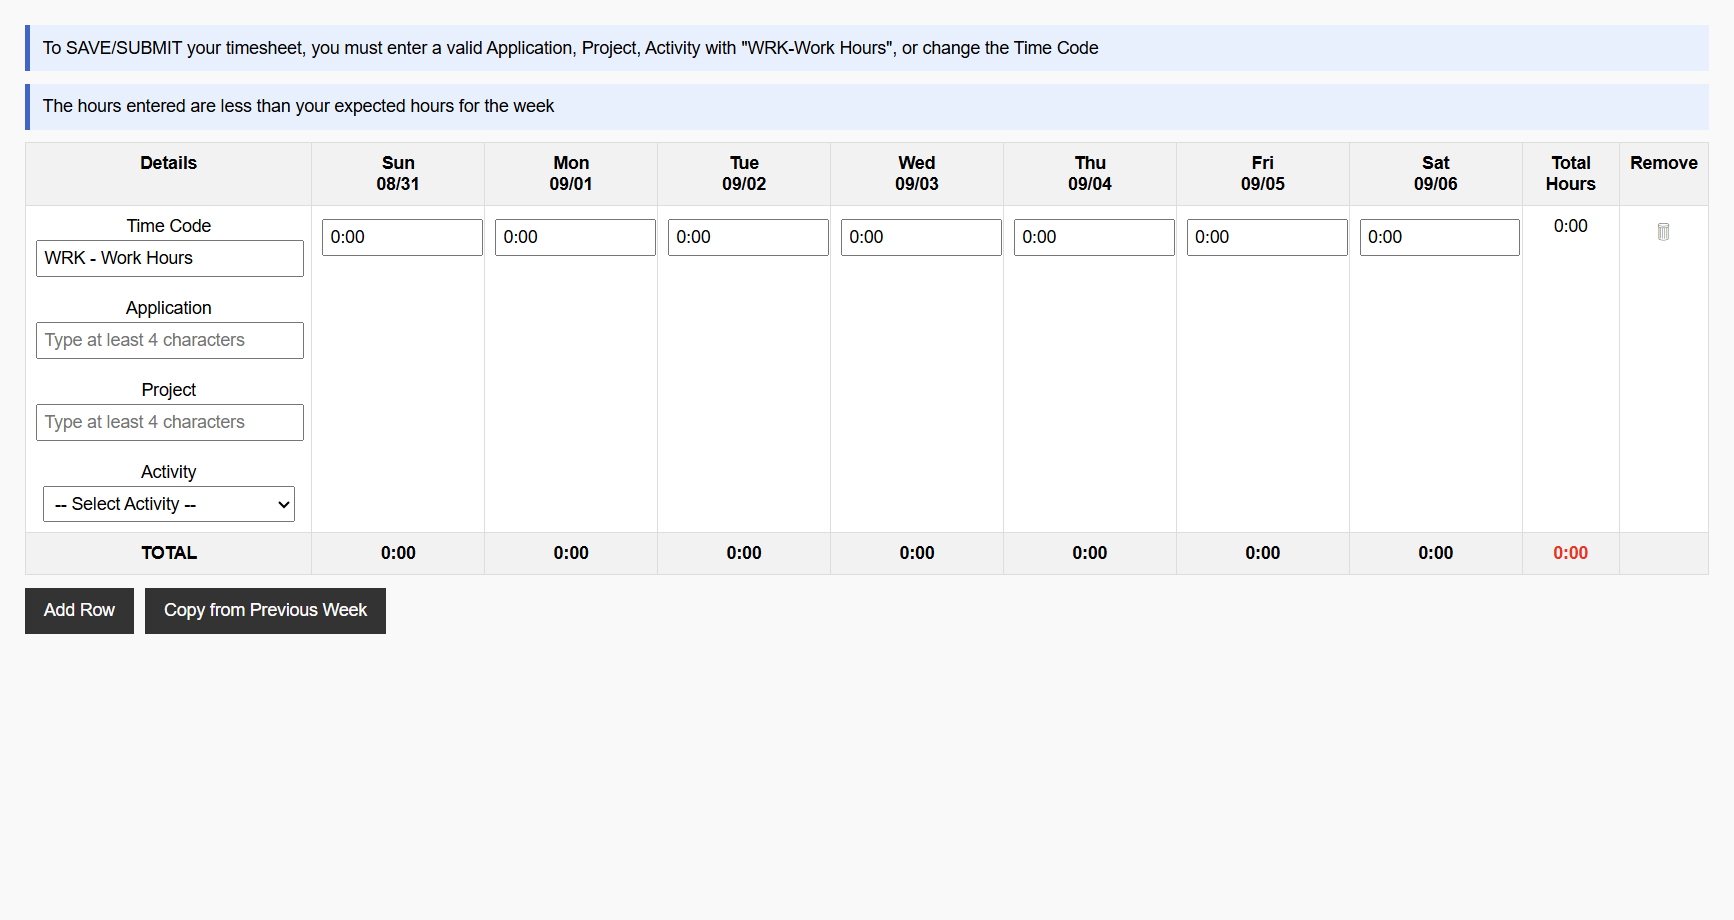 To SAVE/SUBMIT your timesheet, you must enter a valid Application, Project, Activity with "WRK-Work Hours", or change the Time Code
The hours entered are less than your expected hours for the week
Details Sun 08/31 Mon 09/01 Tue 09/02 Wed 09/03 Thu 09/04 Fri 09/05 Sat 09/06 Total Hours Remove
Time Code
WRK - Work Hours
0:00 0:00 0:00 0:00 0:00 0:00 0:00 0:00
Application
Type at least 4 characters
Project
Type at least 4 characters
Activity
-- Select Activity --
TOTAL 0:00 0:00 0:00 0:00 0:00 0:00 0:00 0:00
Add Row Copy from Previous Week